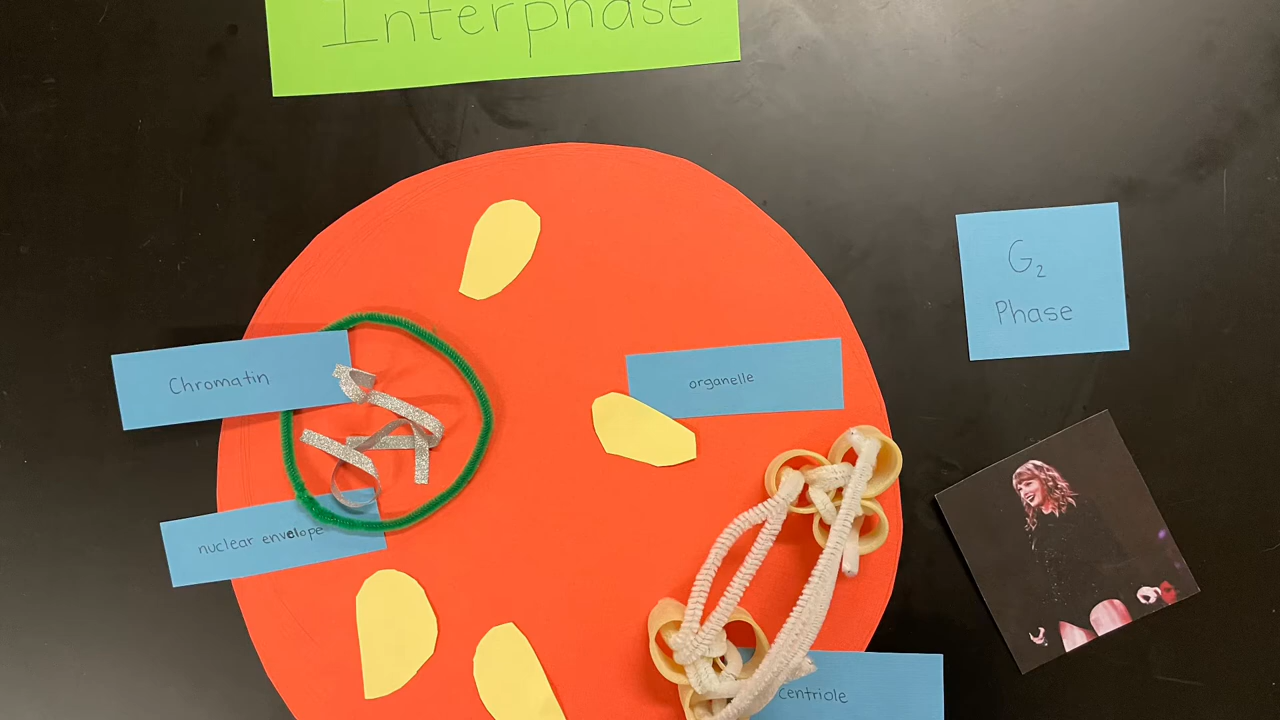 Interphase
G₂
Phase
Chromatin
organelle
nuclear envelope
centriole